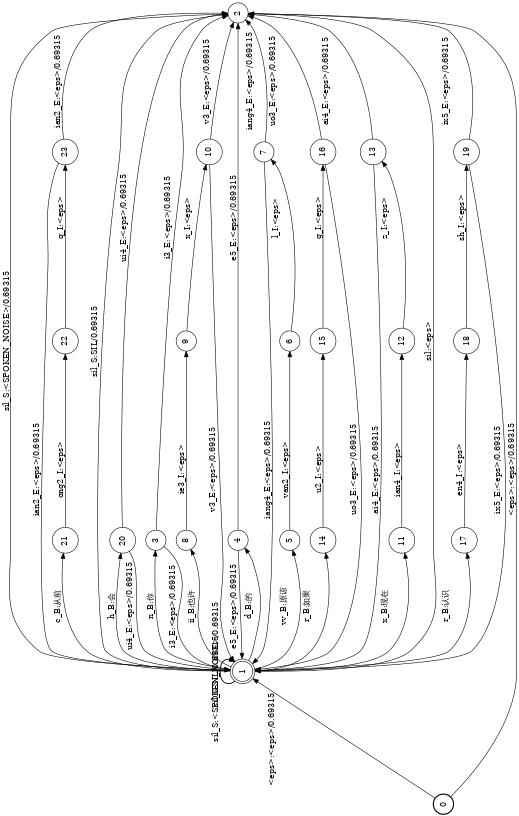 sil_S:<SPOKEN_NOISE>/0.69315
ian2_E:<eps>/0.69315
c_B:从前
21
ong2_I:<eps>
22
q_I:<eps>
23
ian2_E:<eps>/0.69315
sil_S:SIL/0.69315
h_B:会
20
ui4_E:<eps>/0.69315
ui4_E:<eps>/0.69315
n_B:你
3
i3_E:<eps>/0.69315
i3_E:<eps>/0.69315
ii_B:也许
8
ie3_I:<eps>
9
x_I:<eps>
10
v3_E:<eps>/0.69315
v3_E:<eps>/0.69315
1
e5_E:<eps>/0.69315
d_B:的
4
e5_E:<eps>/0.69315
2
<eps>:<eps>/0.69315
iang4_E:<eps>/0.69315
7
iang4_E:<eps>/0.69315
vv_B:原谅
5
van2_I:<eps>
6
l_I:<eps>
uo3_E:<eps>/0.69315
r_B:如果
14
u2_I:<eps>
15
g_I:<eps>
16
uo3_E:<eps>/0.69315
ai4_E:<eps>/0.69315
ai4_E:<eps>/0.69315
13
x_B:现在
11
ian4_I:<eps>
12
z_I:<eps>
sil:<eps>
0
r_B:认识
17
en4_I:<eps>
18
sh_I:<eps>
19
ix5_E:<eps>/0.69315
ix5_E:<eps>/0.69315
<eps>:<eps>/0.69315